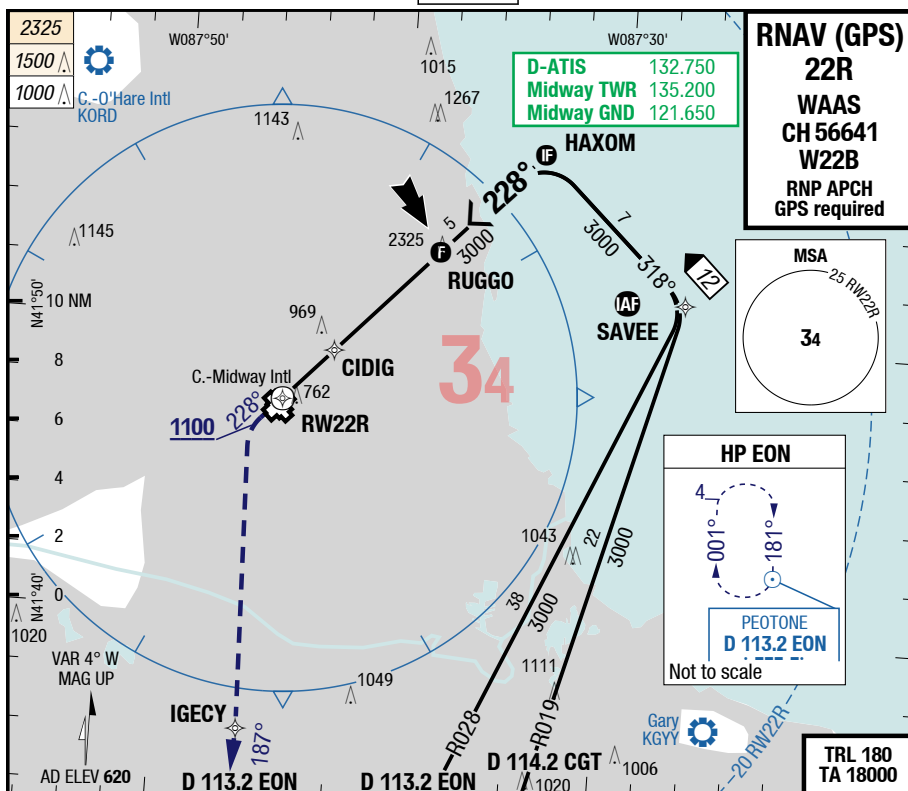 2325
1500
1000
W087°50'
W087°30'
C.-O'Hare Intl
KORD
1015
1267
1143
D-ATIS 132.750
Midway TWR 135.200
Midway GND 121.650
RNAV (GPS)
22R
WAAS
CH 56641
W22B
RNP APCH
GPS required
IF
HAXOM
228°
5
3000
7
3000
318°
12
1145
2325
F
RUGGO
IAF
SAVEE
MSA
25 RW22R
34
N41°50'
10 NM
969
CIDIG
34
8
C.-Midway Intl
762
RW22R
6
1100
228°
4
2
N41°40'
0
1020
HP EON
4
001°
181°
PEOTONE
D 113.2 EON
Not to scale
1043
22
3000
38
3000
VAR 4° W
MAG UP
1049
1111
IGECY
187°
R028
R019
Gary
KGYY
20 RW22R
AD ELEV 620
D 113.2 EON
D 113.2 EON
D 114.2 CGT
1020
1006
TRL 180
TA 18000